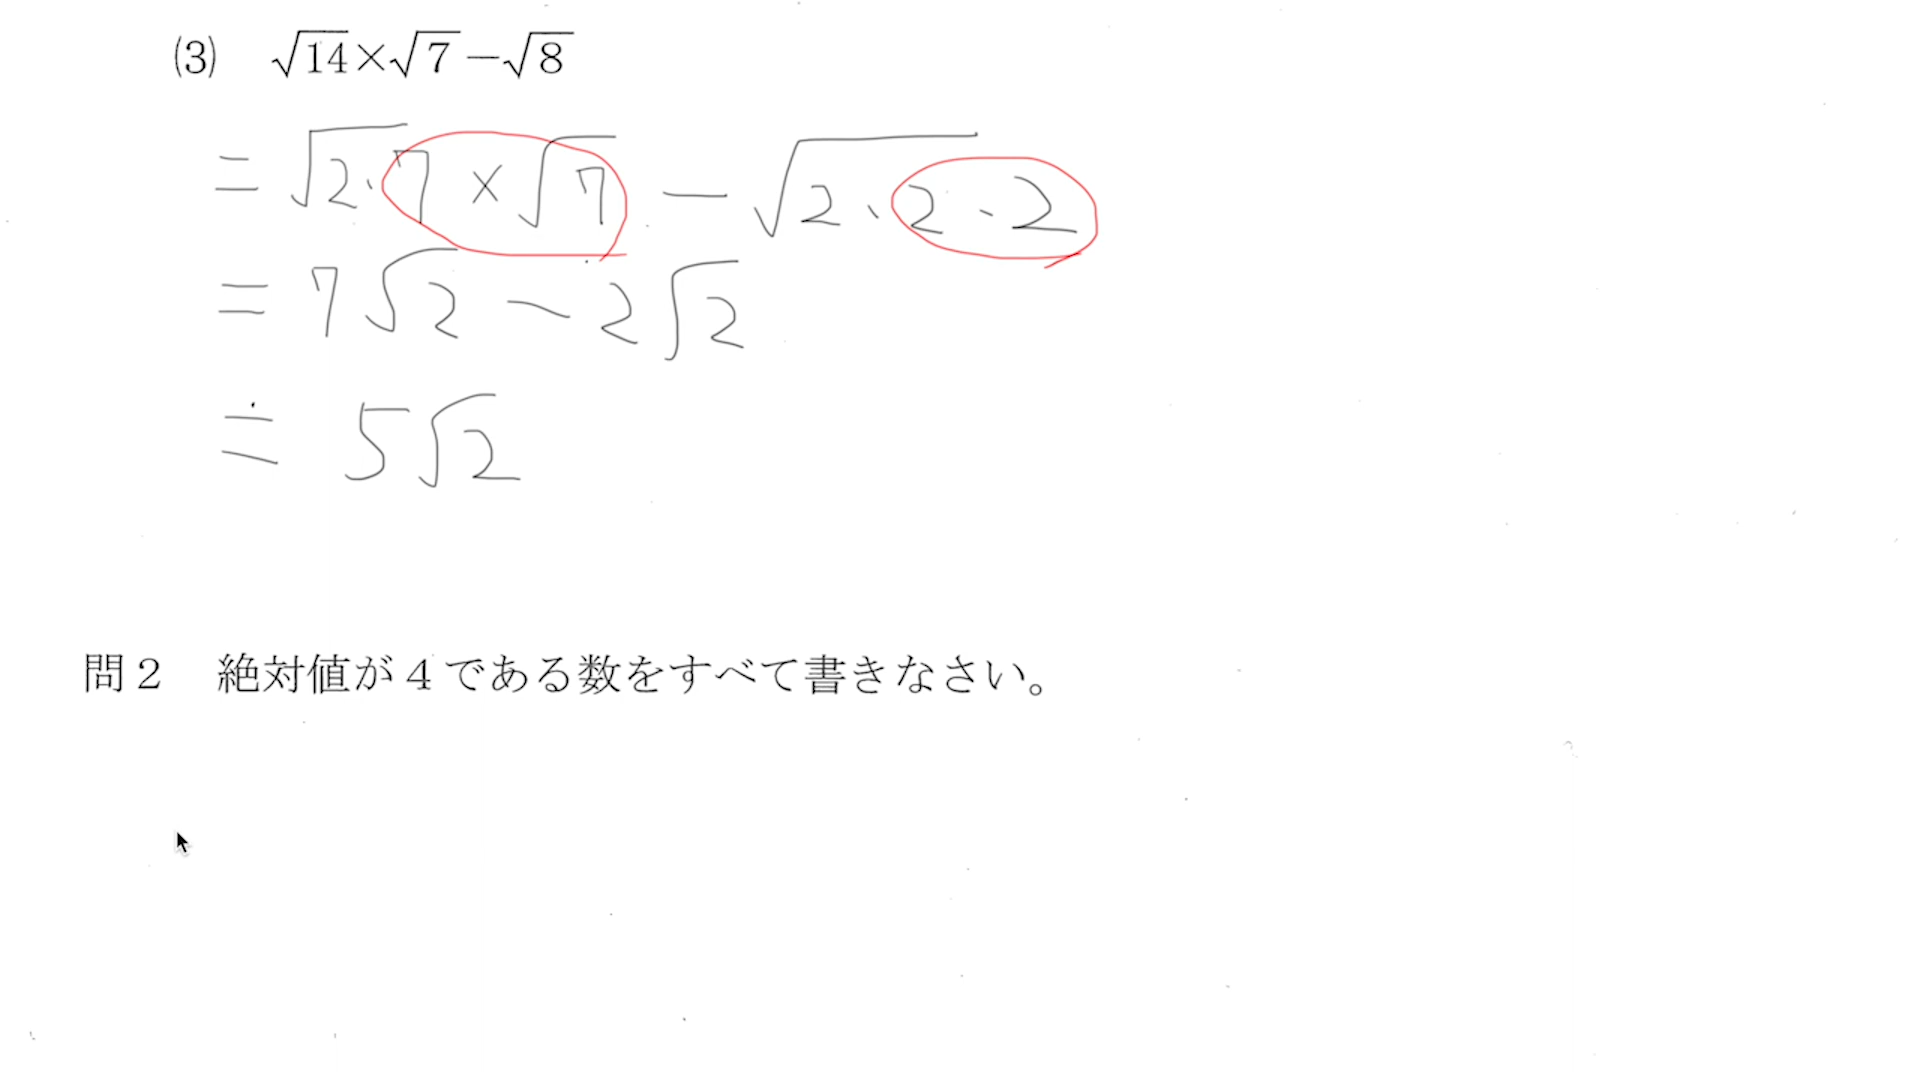 (3) √14×√7−√8
= √2·7 × √7 − √2·2·2
= 7√2 − 2√2
= 5√2
問２ 絶対値が４である数をすべて書きなさい。